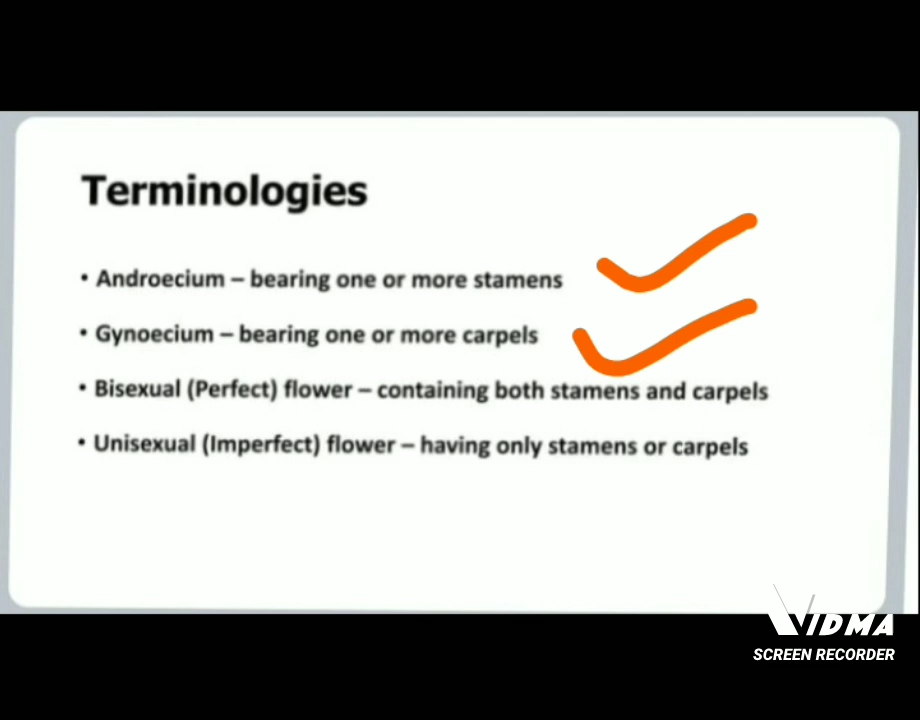 Terminologies
• Androecium – bearing one or more stamens
• Gynoecium – bearing one or more carpels
• Bisexual (Perfect) flower – containing both stamens and carpels
• Unisexual (Imperfect) flower – having only stamens or carpels
VIDMA
SCREEN RECORDER